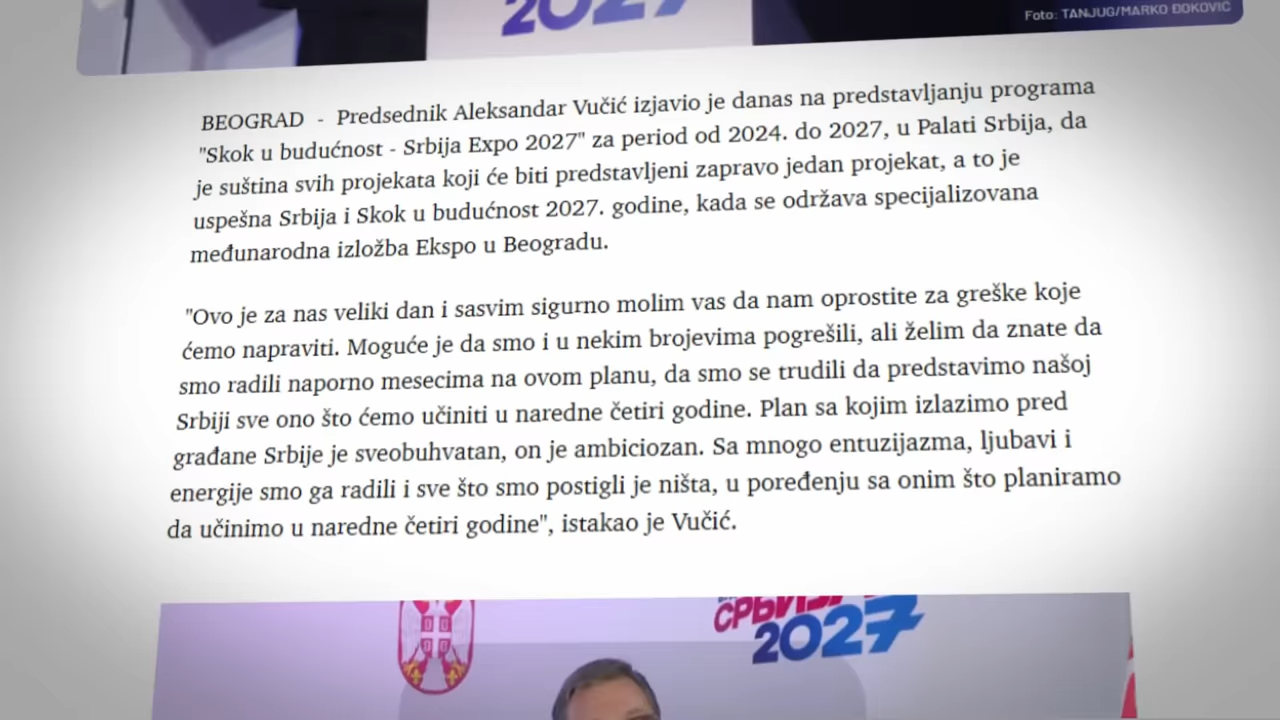 2027
Foto: TANJUG/MARKO ĐOKOVIĆ
BEOGRAD - Predsednik Aleksandar Vučić izjavio je danas na predstavljanju programa
"Skok u budućnost - Srbija Expo 2027" za period od 2024. do 2027, u Palati Srbija, da
je suština svih projekata koji će biti predstavljeni zapravo jedan projekat, a to je
uspešna Srbija i Skok u budućnost 2027. godine, kada se održava specijalizovana
međunarodna izložba Ekspo u Beogradu.
"Ovo je za nas veliki dan i sasvim sigurno molim vas da nam oprostite za greške koje
ćemo napraviti. Moguće je da smo i u nekim brojevima pogrešili, ali želim da znate da
smo radili naporno mesecima na ovom planu, da smo se trudili da predstavimo našoj
Srbiji sve ono što ćemo učiniti u naredne četiri godine. Plan sa kojim izlazimo pred
građane Srbije je sveobuhvatan, on je ambiciozan. Sa mnogo entuzijazma, ljubavi i
energije smo ga radili i sve što smo postigli je ništa, u poređenju sa onim što planiramo
da učinimo u naredne četiri godine", istakao je Vučić.
2027